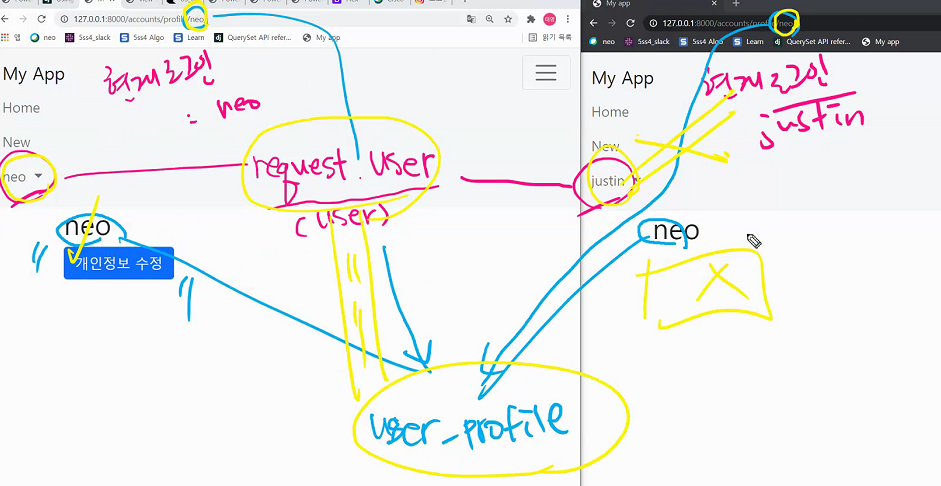 127.0.0.1:8000/accounts/profile/neo
앱
neo
5ss4_slack
5ss4 Algo
Learn
QuerySet API refer...
My app
읽기 목록
My App
Home
New
neo
현재 로그인
: neo
request.user
(user)
neo
개인정보 수정
user_profile
127.0.0.1:8000/accounts/profile/neo
neo
5ss4_slack
5ss4 Algo
Learn
QuerySet API refer...
My app
My App
Home
New
justin
현재 로그인
: justin
neo